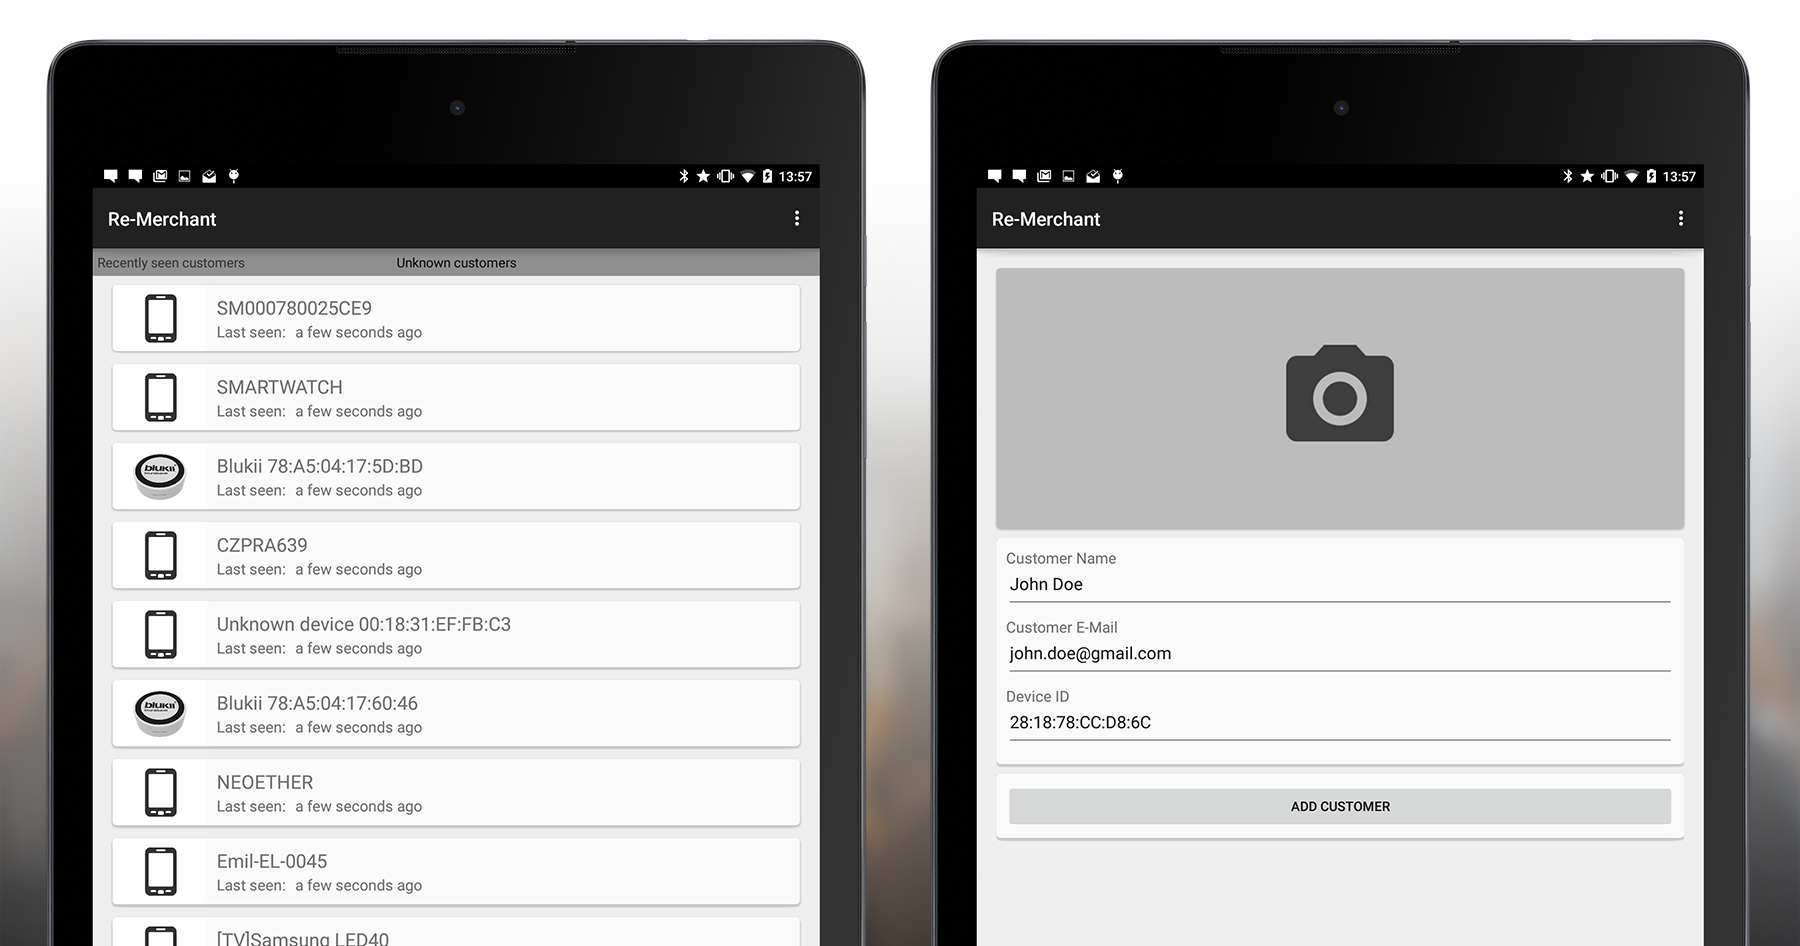 13:57
Re-Merchant
Recently seen customers Unknown customers
SM000780025CE9
Last seen: a few seconds ago
SMARTWATCH
Last seen: a few seconds ago
blukii
Blukii 78:A5:04:17:5D:BD
Last seen: a few seconds ago
CZPRA639
Last seen: a few seconds ago
Unknown device 00:18:31:EF:FB:C3
Last seen: a few seconds ago
blukii
Blukii 78:A5:04:17:60:46
Last seen: a few seconds ago
NEOETHER
Last seen: a few seconds ago
Emil-EL-0045
Last seen: a few seconds ago
[TV]Samsung LED40
13:57
Re-Merchant
Customer Name
John Doe
Customer E-Mail
john.doe@gmail.com
Device ID
28:18:78:CC:D8:6C
ADD CUSTOMER